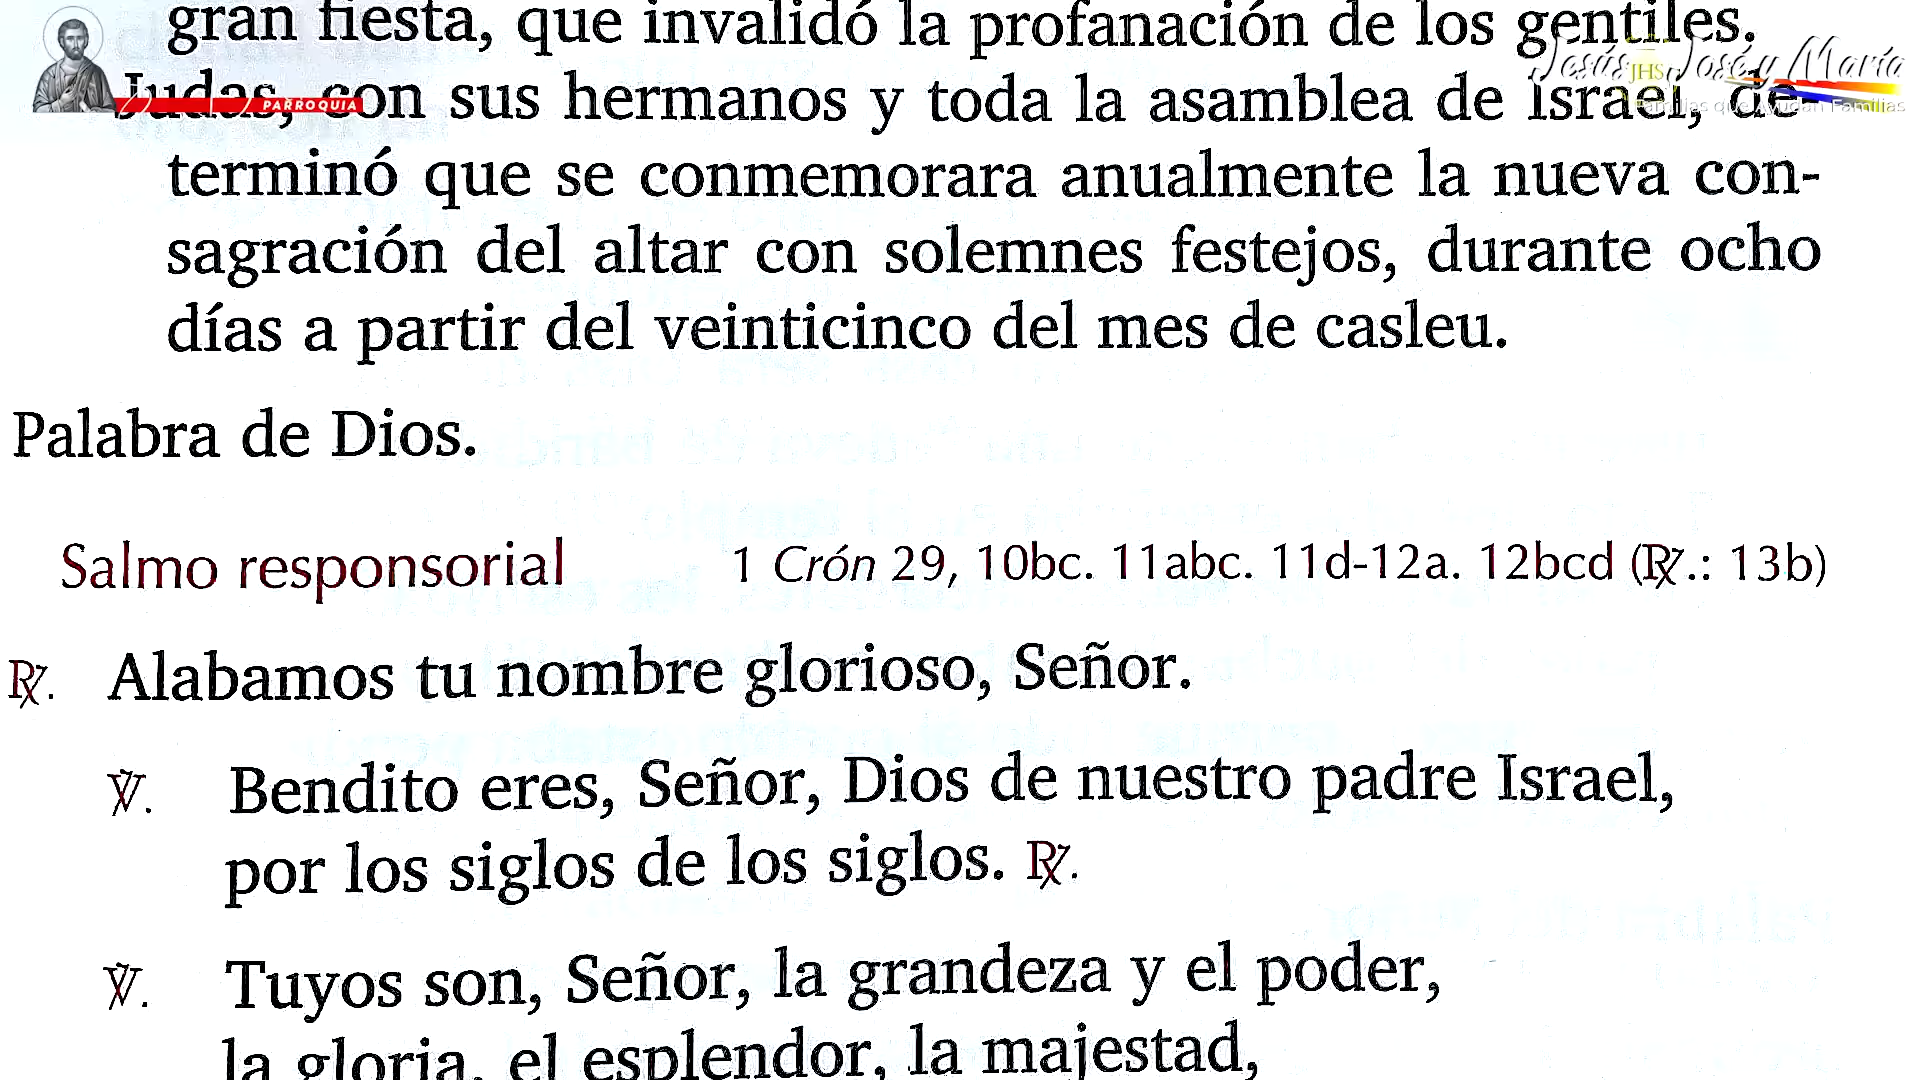 gran fiesta, que invalidó la profanación de los gentiles.
Jesús, José y María
JHS
Familias que Ayudan Familias
PARROQUIA
Judas, con sus hermanos y toda la asamblea de Israel, de-
terminó que se conmemorara anualmente la nueva con-
sagración del altar con solemnes festejos, durante ocho
días a partir del veinticinco del mes de casleu.
Palabra de Dios.
Salmo responsorial 1 Crón 29, 10bc. 11abc. 11d-12a. 12bcd (℟.: 13b)
℟. Alabamos tu nombre glorioso, Señor.
℣. Bendito eres, Señor, Dios de nuestro padre Israel,
por los siglos de los siglos. ℟.
℣. Tuyos son, Señor, la grandeza y el poder,
la gloria, el esplendor, la majestad,